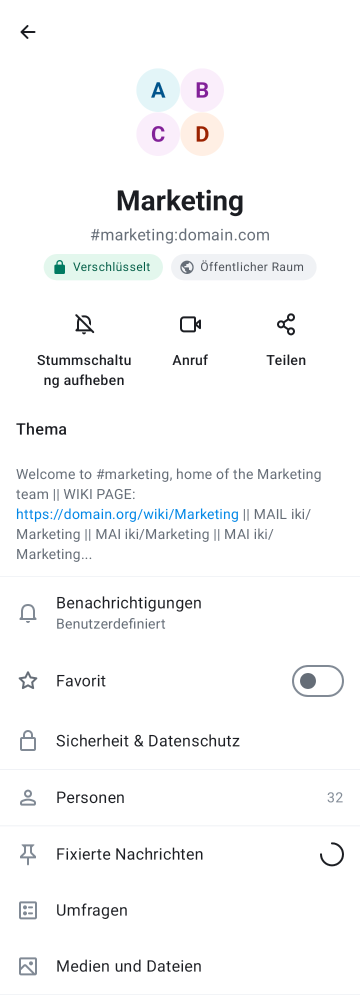 A B
C D
Marketing
#marketing:domain.com
Verschlüsselt Öffentlicher Raum
Stummschaltu
ng aufheben
Anruf
Teilen
Thema
Welcome to #marketing, home of the Marketing
team || WIKI PAGE:
https://domain.org/wiki/Marketing || MAIL iki/
Marketing || MAI iki/Marketing || MAI iki/
Marketing...
Benachrichtigungen
Benutzerdefiniert
Favorit
Sicherheit & Datenschutz
Personen 32
Fixierte Nachrichten
Umfragen
Medien und Dateien